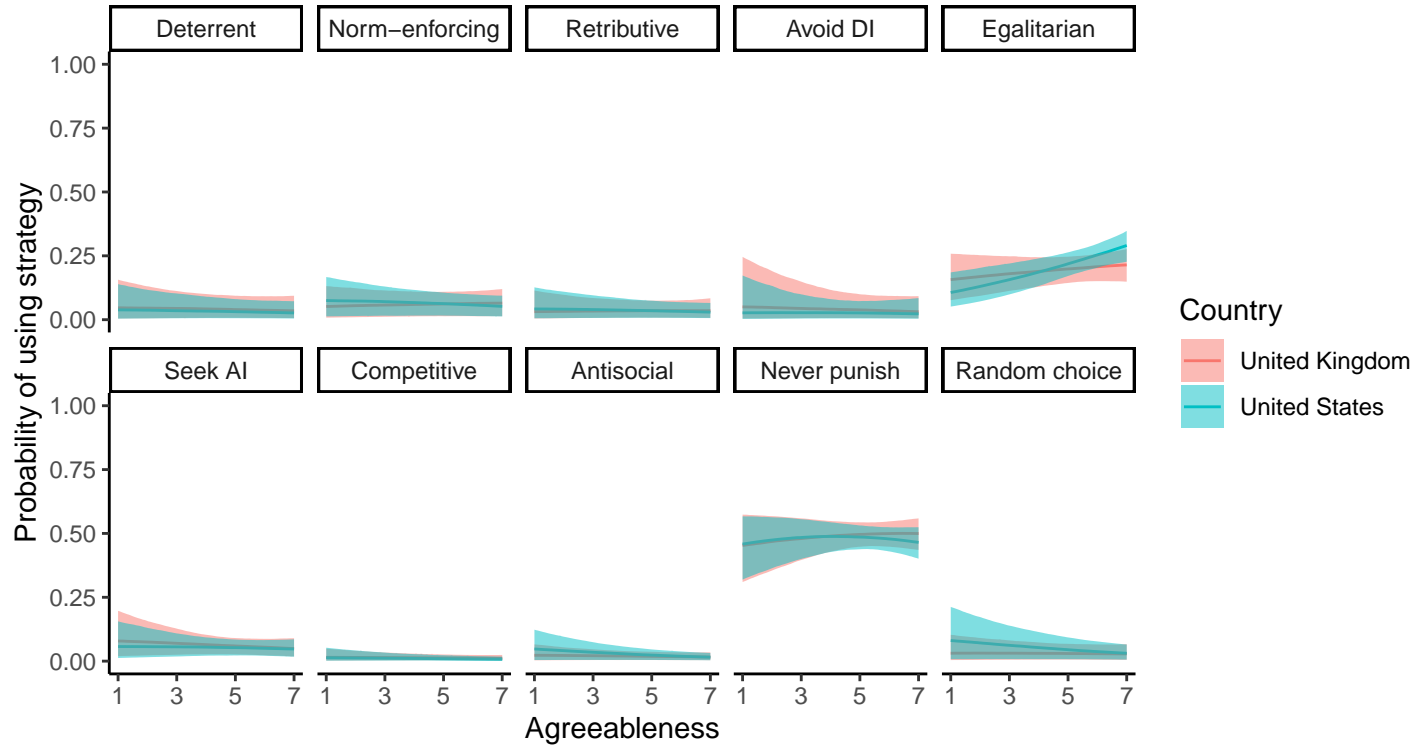 Deterrent Norm−enforcing Retributive Avoid DI Egalitarian
1.00
0.75
0.50
0.25
0.00
Seek AI Competitive Antisocial Never punish Random choice
1.00
0.75
0.50
0.25
0.00
1 3 5 7 1 3 5 7 1 3 5 7 1 3 5 7 1 3 5 7
Agreeableness
Probability of using strategy
Country
United Kingdom
United States